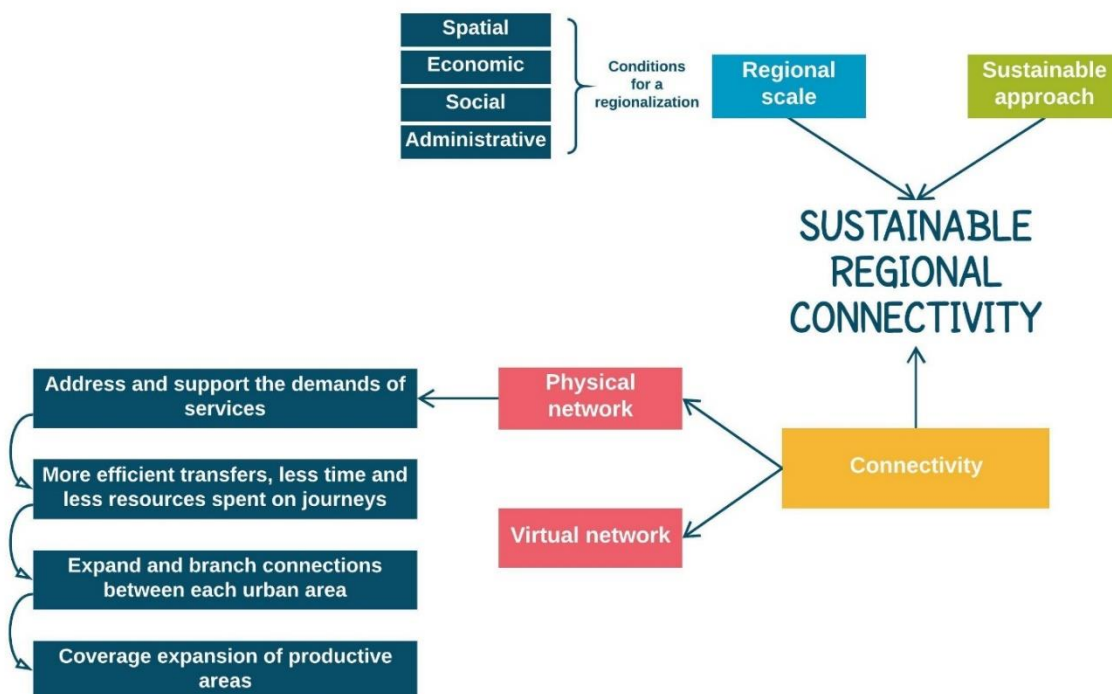 Spatial
Economic
Social
Administrative
Conditions
for a
regionalization
Regional
scale
Sustainable
approach
SUSTAINABLE
REGIONAL
CONNECTIVITY
Address and support the demands of
services
More efficient transfers, less time and
less resources spent on journeys
Expand and branch connections
between each urban area
Coverage expansion of productive
areas
Physical
network
Virtual network
Connectivity